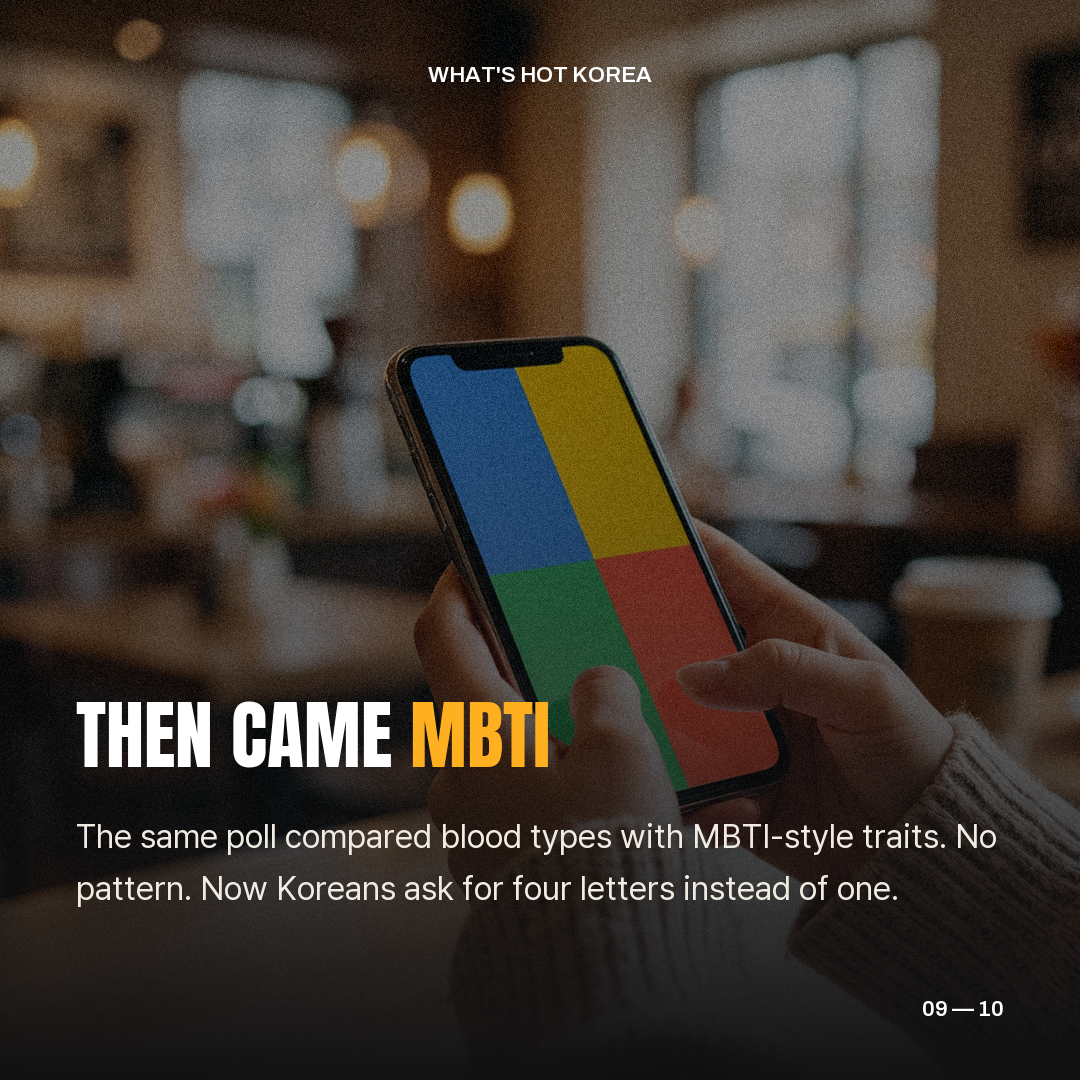 WHAT'S HOT KOREA
THEN CAME MBTI
The same poll compared blood types with MBTI-style traits. No
pattern. Now Koreans ask for four letters instead of one.
09 — 10